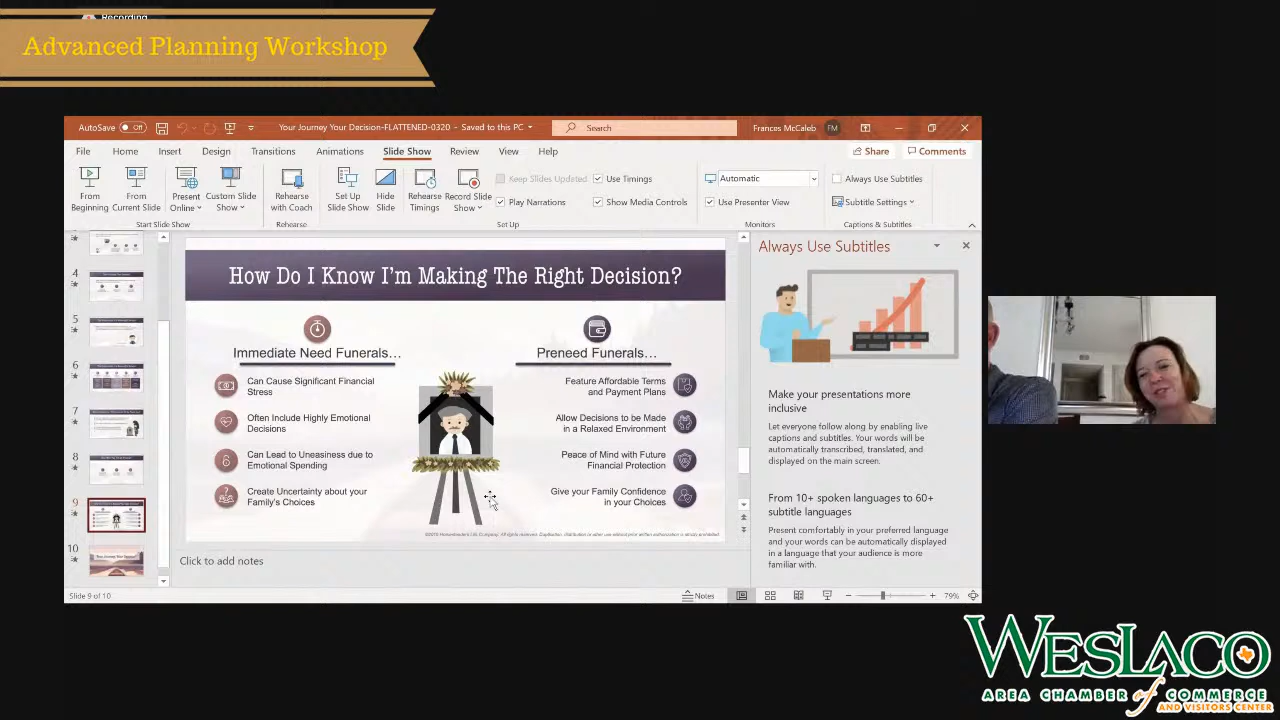 Recording
Advanced Planning Workshop
AutoSave Off
Your Journey Your Decision-FLATTENED-0320 - Saved to this PC
Search
Frances McCaleb FM
File Home Insert Design Transitions Animations Slide Show Review View Help
Share Comments
From Beginning
From Current Slide
Present Online
Custom Slide Show
Start Slide Show
Rehearse with Coach
Rehearse
Set Up Slide Show
Hide Slide
Rehearse Timings
Record Slide Show
Keep Slides Updated
Play Narrations
Use Timings
Show Media Controls
Set Up
Automatic
Use Presenter View
Monitors
Always Use Subtitles
Subtitle Settings
Captions & Subtitles
4
5
6
7
8
9
10
How Do I Know I'm Making The Right Decision?
Immediate Need Funerals...
Can Cause Significant Financial
Stress
Often Include Highly Emotional
Decisions
Can Lead to Uneasiness due to
Emotional Spending
Create Uncertainty about your
Family's Choices
Preneed Funerals...
Feature Affordable Terms
and Payment Plans
Allow Decisions to be Made
in a Relaxed Environment
Peace of Mind with Future
Financial Protection
Give your Family Confidence
in your Choices
Click to add notes
Always Use Subtitles
Make your presentations more
inclusive
Let everyone follow along by enabling live
captions and subtitles. Your words will be
automatically transcribed, translated, and
displayed on the main screen.
From 10+ spoken languages to 60+
subtitle languages
Present comfortably in your preferred language
and your words can be automatically displayed
in a language that your audience is more
familiar with.
Slide 9 of 10
Notes
79%
WESLACO
AREA CHAMBER of COMMERCE
AND VISITORS CENTER